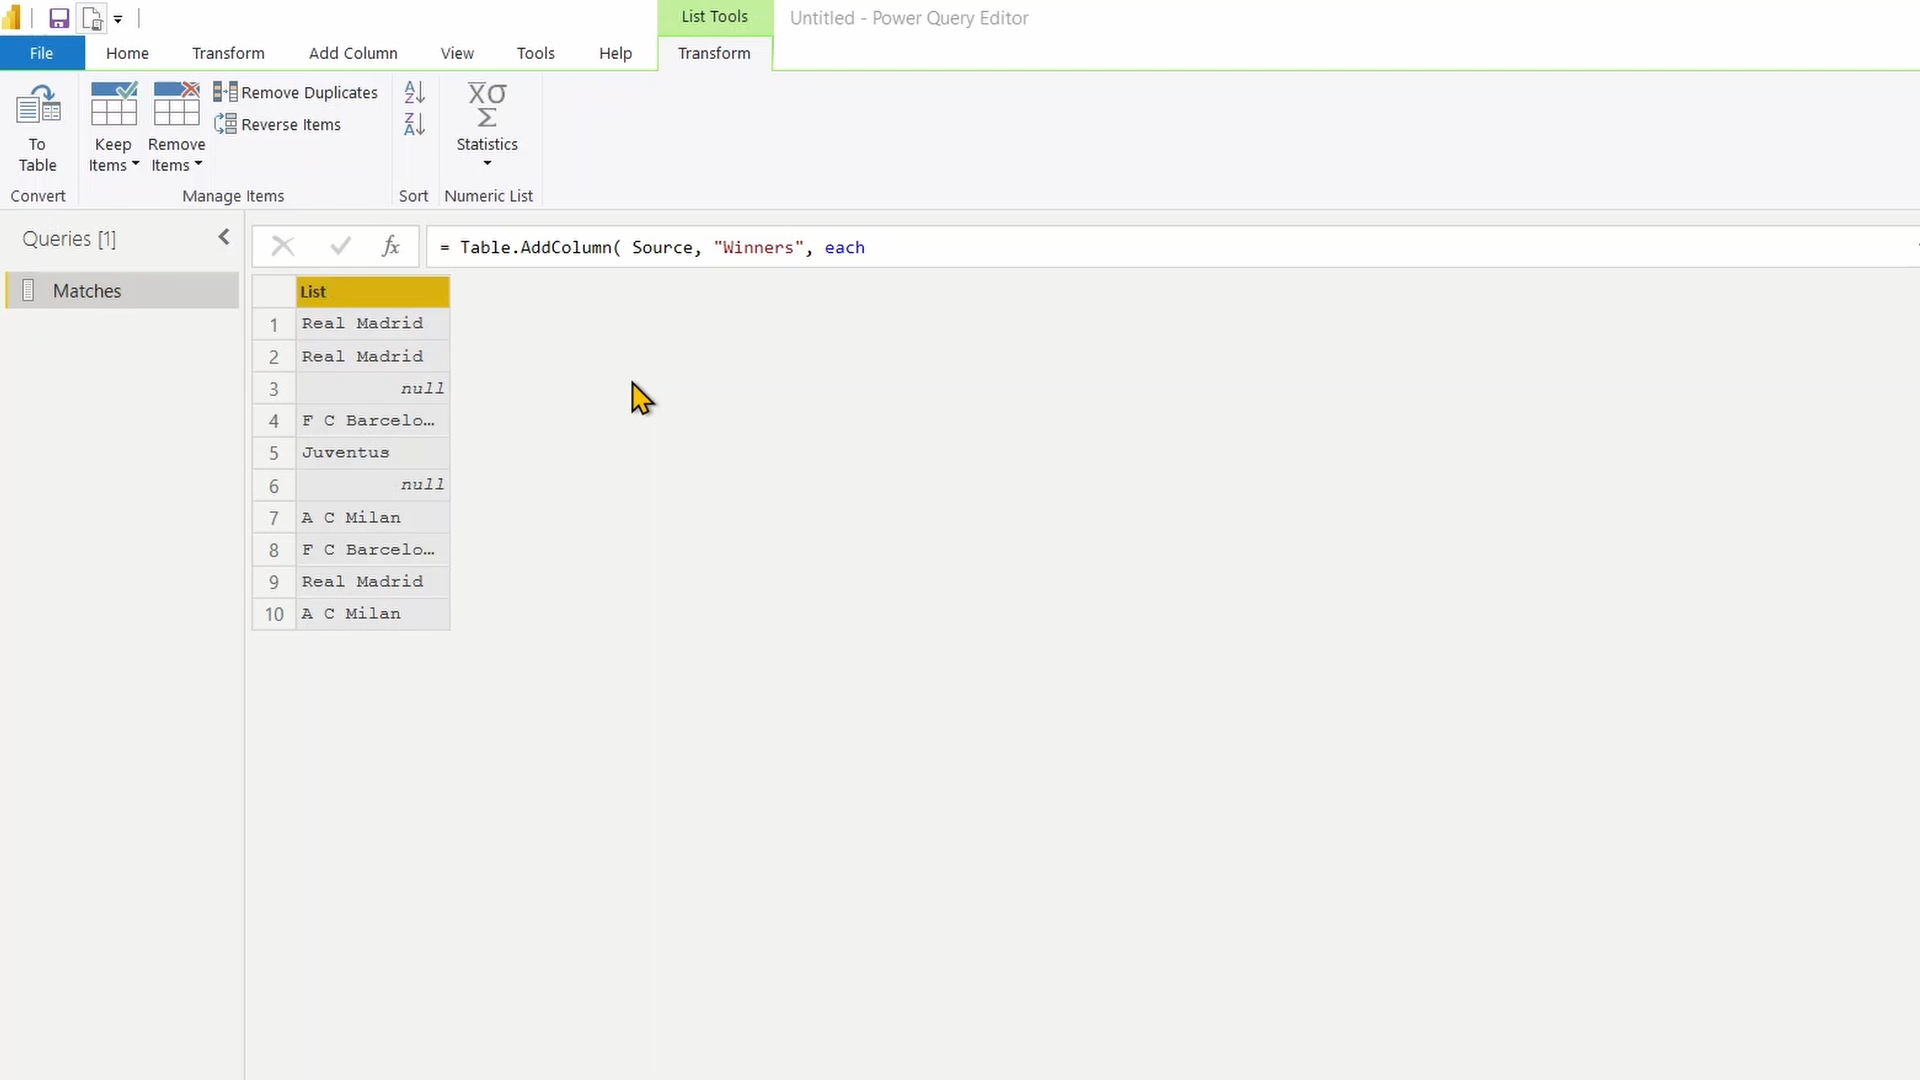 List Tools
Untitled - Power Query Editor
File
Home
Transform
Add Column
View
Tools
Help
Transform
To
Table
Keep
Items
Remove
Items
Remove Duplicates
Reverse Items
A
Z
Z
A
X̄σ
Σ
Statistics
Convert
Manage Items
Sort
Numeric List
Queries [1]
fx
= Table.AddColumn( Source, "Winners", each
Matches
List
1 Real Madrid
2 Real Madrid
3 null
4 F C Barcelo…
5 Juventus
6 null
7 A C Milan
8 F C Barcelo…
9 Real Madrid
10 A C Milan